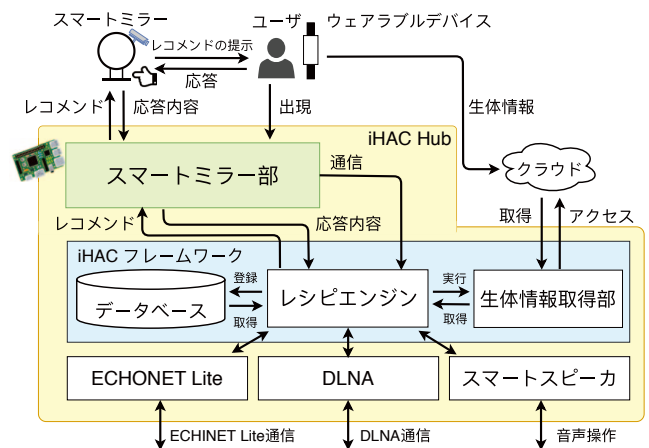 スマートミラー
ユーザ
ウェアラブルデバイス
レコメンドの提示
応答
レコメンド
応答内容
出現
生体情報
iHAC Hub
スマートミラー部
通信
クラウド
レコメンド
応答内容
取得
アクセス
iHAC フレームワーク
データベース
登録
取得
レシピエンジン
実行
取得
生体情報取得部
ECHONET Lite
DLNA
スマートスピーカ
ECHINET Lite通信
DLNA通信
音声操作